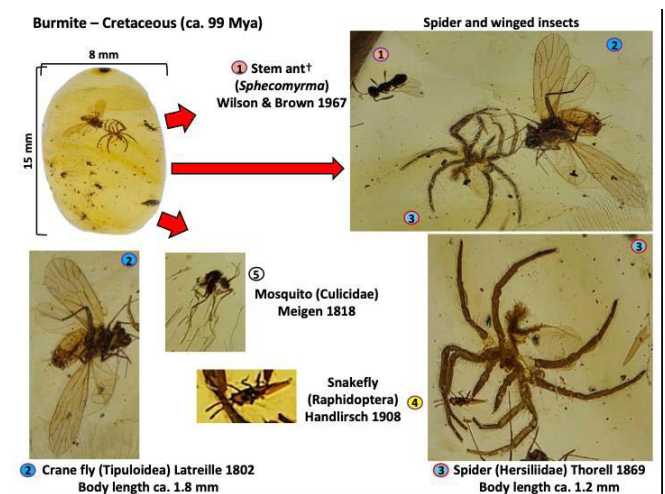 Burmite – Cretaceous (ca. 99 Mya)
Spider and winged insects
8 mm
15 mm
1 Stem ant†
(Sphecomyrma)
Wilson & Brown 1967
1
2
3
2
5
Mosquito (Culicidae)
Meigen 1818
Snakefly
(Raphidoptera) 4
Handlirsch 1908
3
2 Crane fly (Tipuloidea) Latreille 1802
Body length ca. 1.8 mm
3 Spider (Hersiliidae) Thorell 1869
Body length ca. 1.2 mm